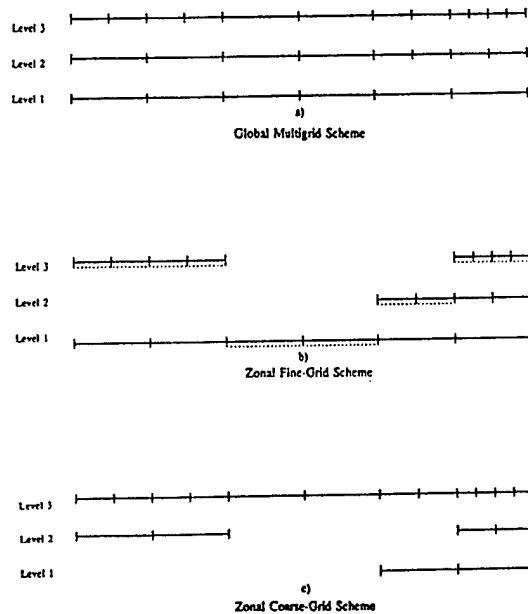 Level 3
Level 2
Level 1
a)
Global Multigrid Scheme
Level 3
Level 2
Level 1
b)
Zonal Fine-Grid Scheme
Level 3
Level 2
Level 1
c)
Zonal Coarse-Grid Scheme